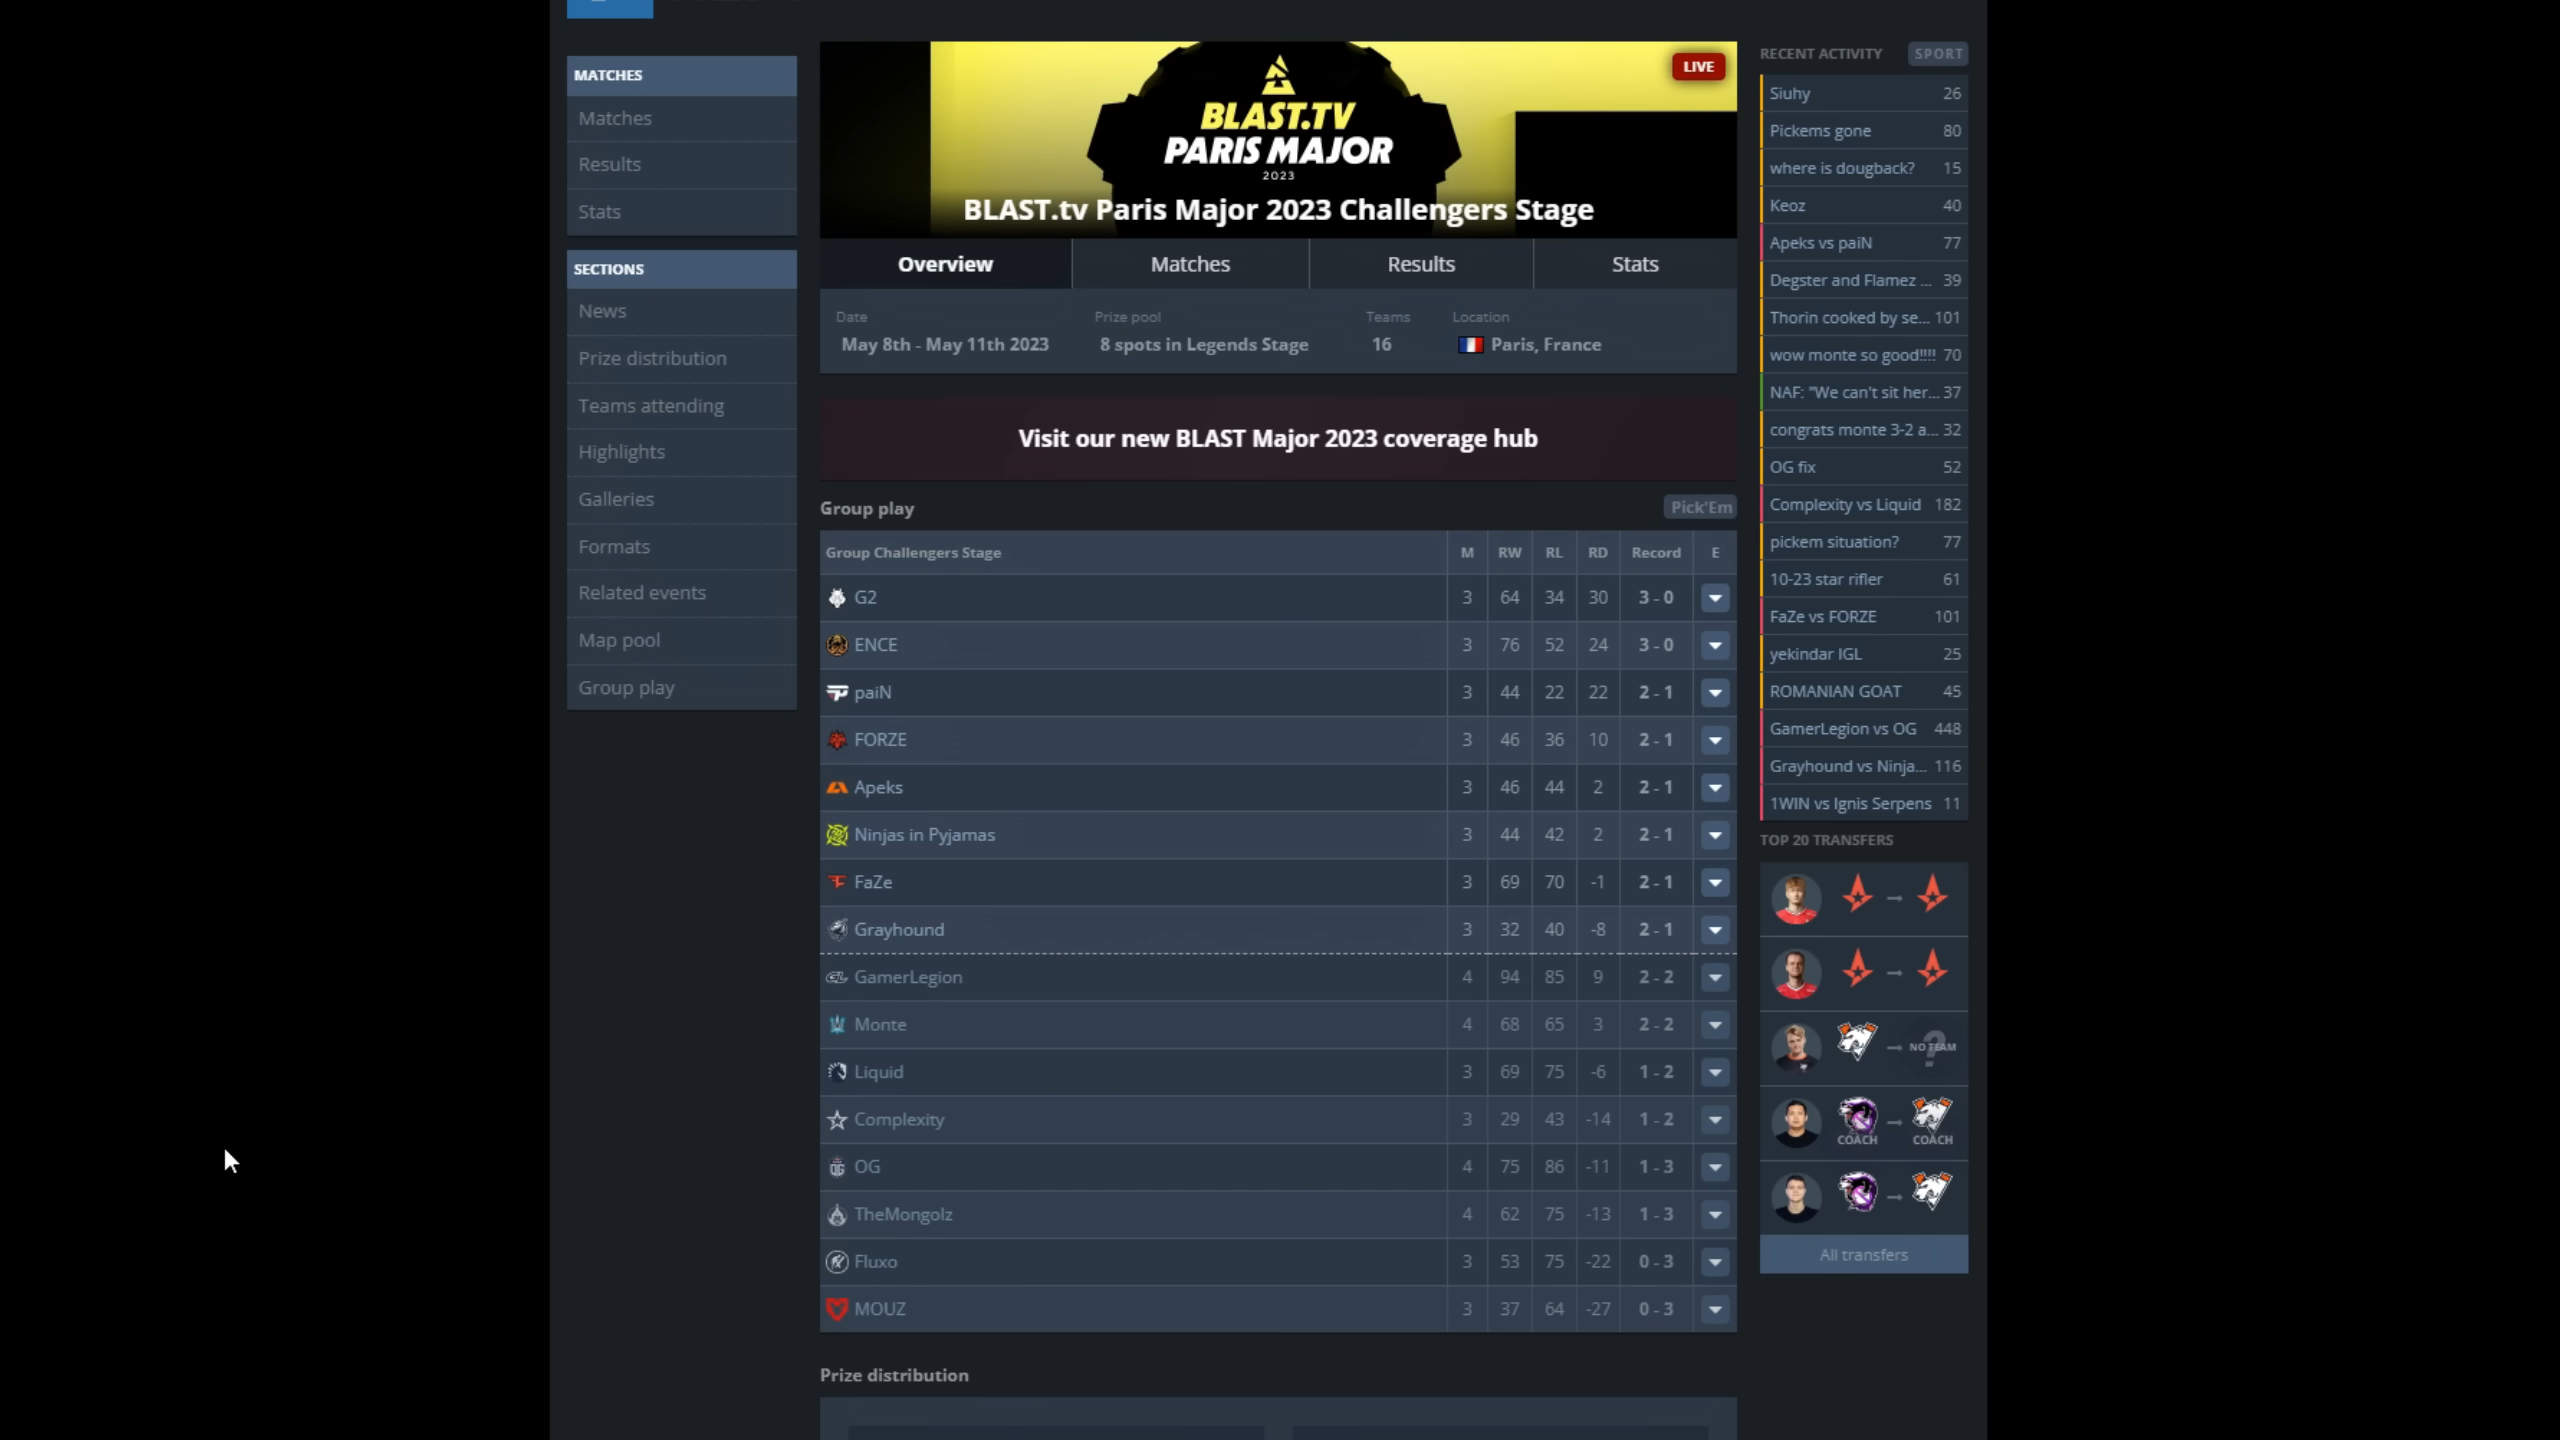 MATCHES
Matches
Results
Stats
SECTIONS
News
Prize distribution
Teams attending
Highlights
Galleries
Formats
Related events
Map pool
Group play
LIVE
BLAST.TV
PARIS MAJOR
2023
BLAST.tv Paris Major 2023 Challengers Stage
Overview Matches Results Stats
Date Prize pool Teams Location
May 8th - May 11th 2023 8 spots in Legends Stage 16 Paris, France
Visit our new BLAST Major 2023 coverage hub
Group play Pick'Em
Group Challengers Stage M RW RL RD Record E
G2 3 64 34 30 3 - 0
ENCE 3 76 52 24 3 - 0
paiN 3 44 22 22 2 - 1
FORZE 3 46 36 10 2 - 1
Apeks 3 46 44 2 2 - 1
Ninjas in Pyjamas 3 44 42 2 2 - 1
FaZe 3 69 70 -1 2 - 1
Grayhound 3 32 40 -8 2 - 1
GamerLegion 4 94 85 9 2 - 2
Monte 4 68 65 3 2 - 2
Liquid 3 69 75 -6 1 - 2
Complexity 3 29 43 -14 1 - 2
OG 4 75 86 -11 1 - 3
TheMongolz 4 62 75 -13 1 - 3
Fluxo 3 53 75 -22 0 - 3
MOUZ 3 37 64 -27 0 - 3
Prize distribution
RECENT ACTIVITY SPORT
Siuhy 26
Pickems gone 80
where is dougback? 15
Keoz 40
Apeks vs paiN 77
Degster and Flamez ... 39
Thorin cooked by se... 101
wow monte so good!!!! 70
NAF: "We can't sit her... 37
congrats monte 3-2 a... 32
OG fix 52
Complexity vs Liquid 182
pickem situation? 77
10-23 star rifler 61
FaZe vs FORZE 101
yekindar IGL 25
ROMANIAN GOAT 45
GamerLegion vs OG 448
Grayhound vs Ninja... 116
1WIN vs Ignis Serpens 11
TOP 20 TRANSFERS
NO TEAM
?
COACH COACH
All transfers